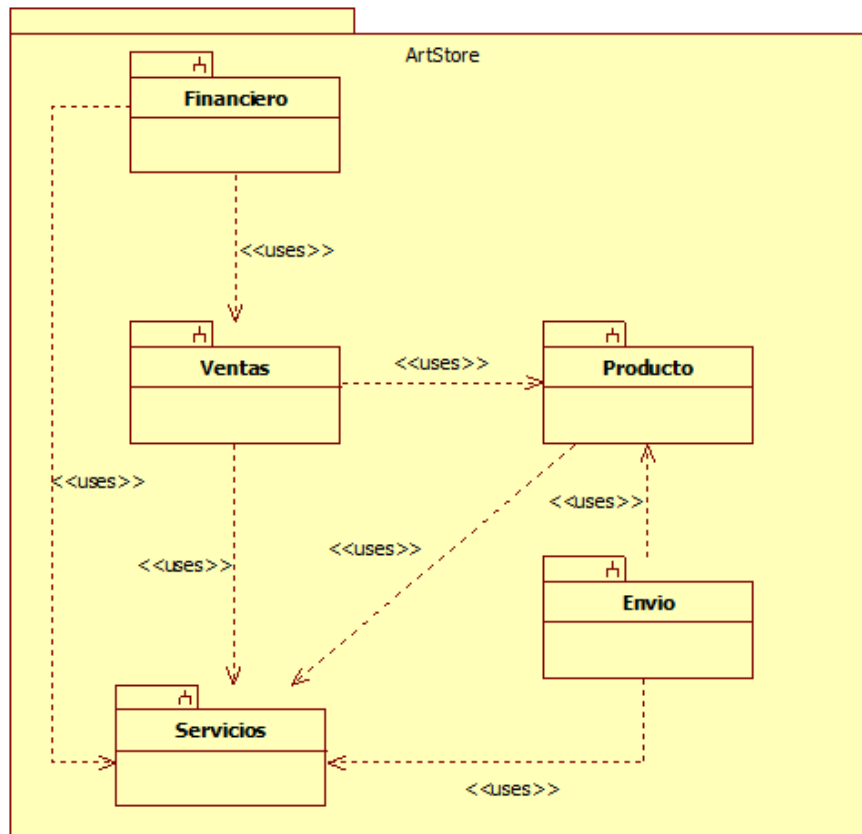 ArtStore
Financiero
<<uses>>
Ventas
<<uses>>
Producto
<<uses>>
<<uses>>
<<uses>>
<<uses>>
Envio
Servicios
<<uses>>